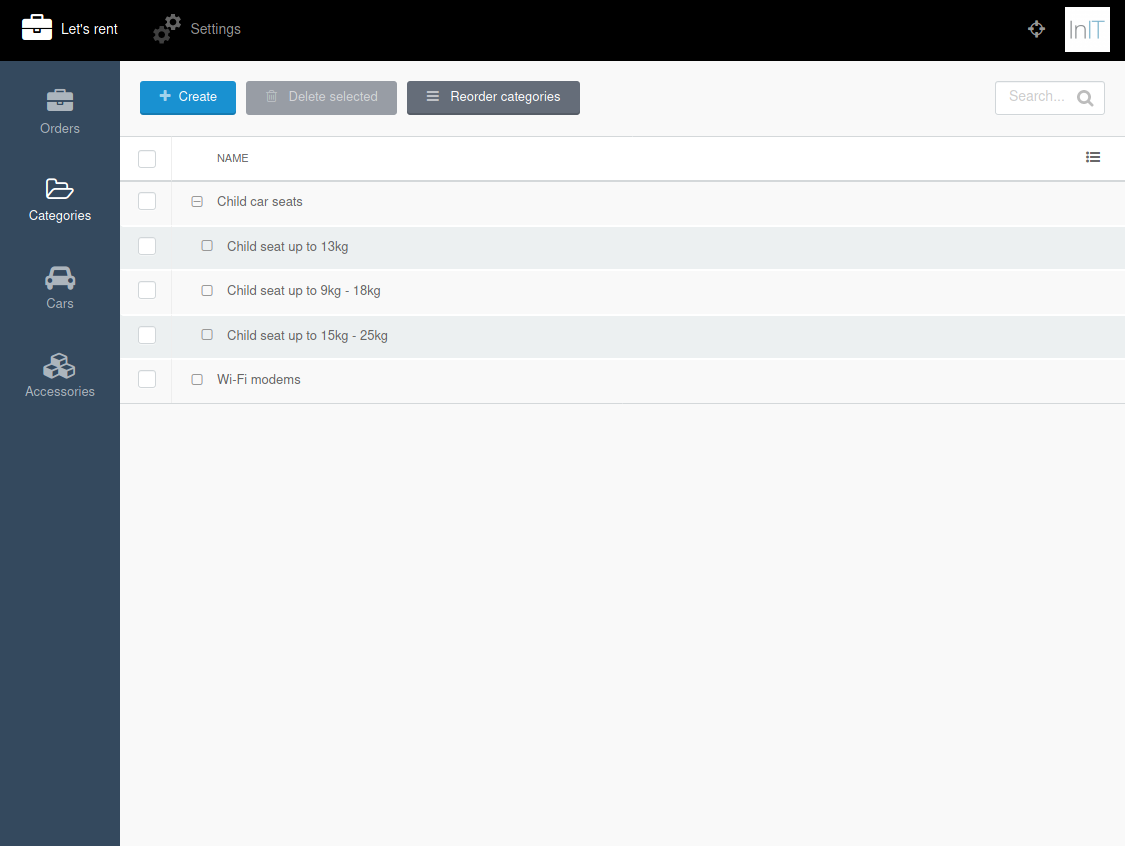 Let's rent
Settings
InIT
Orders
Categories
Cars
Accessories
Create
Delete selected
Reorder categories
Search...
NAME
Child car seats
Child seat up to 13kg
Child seat up to 9kg - 18kg
Child seat up to 15kg - 25kg
Wi-Fi modems